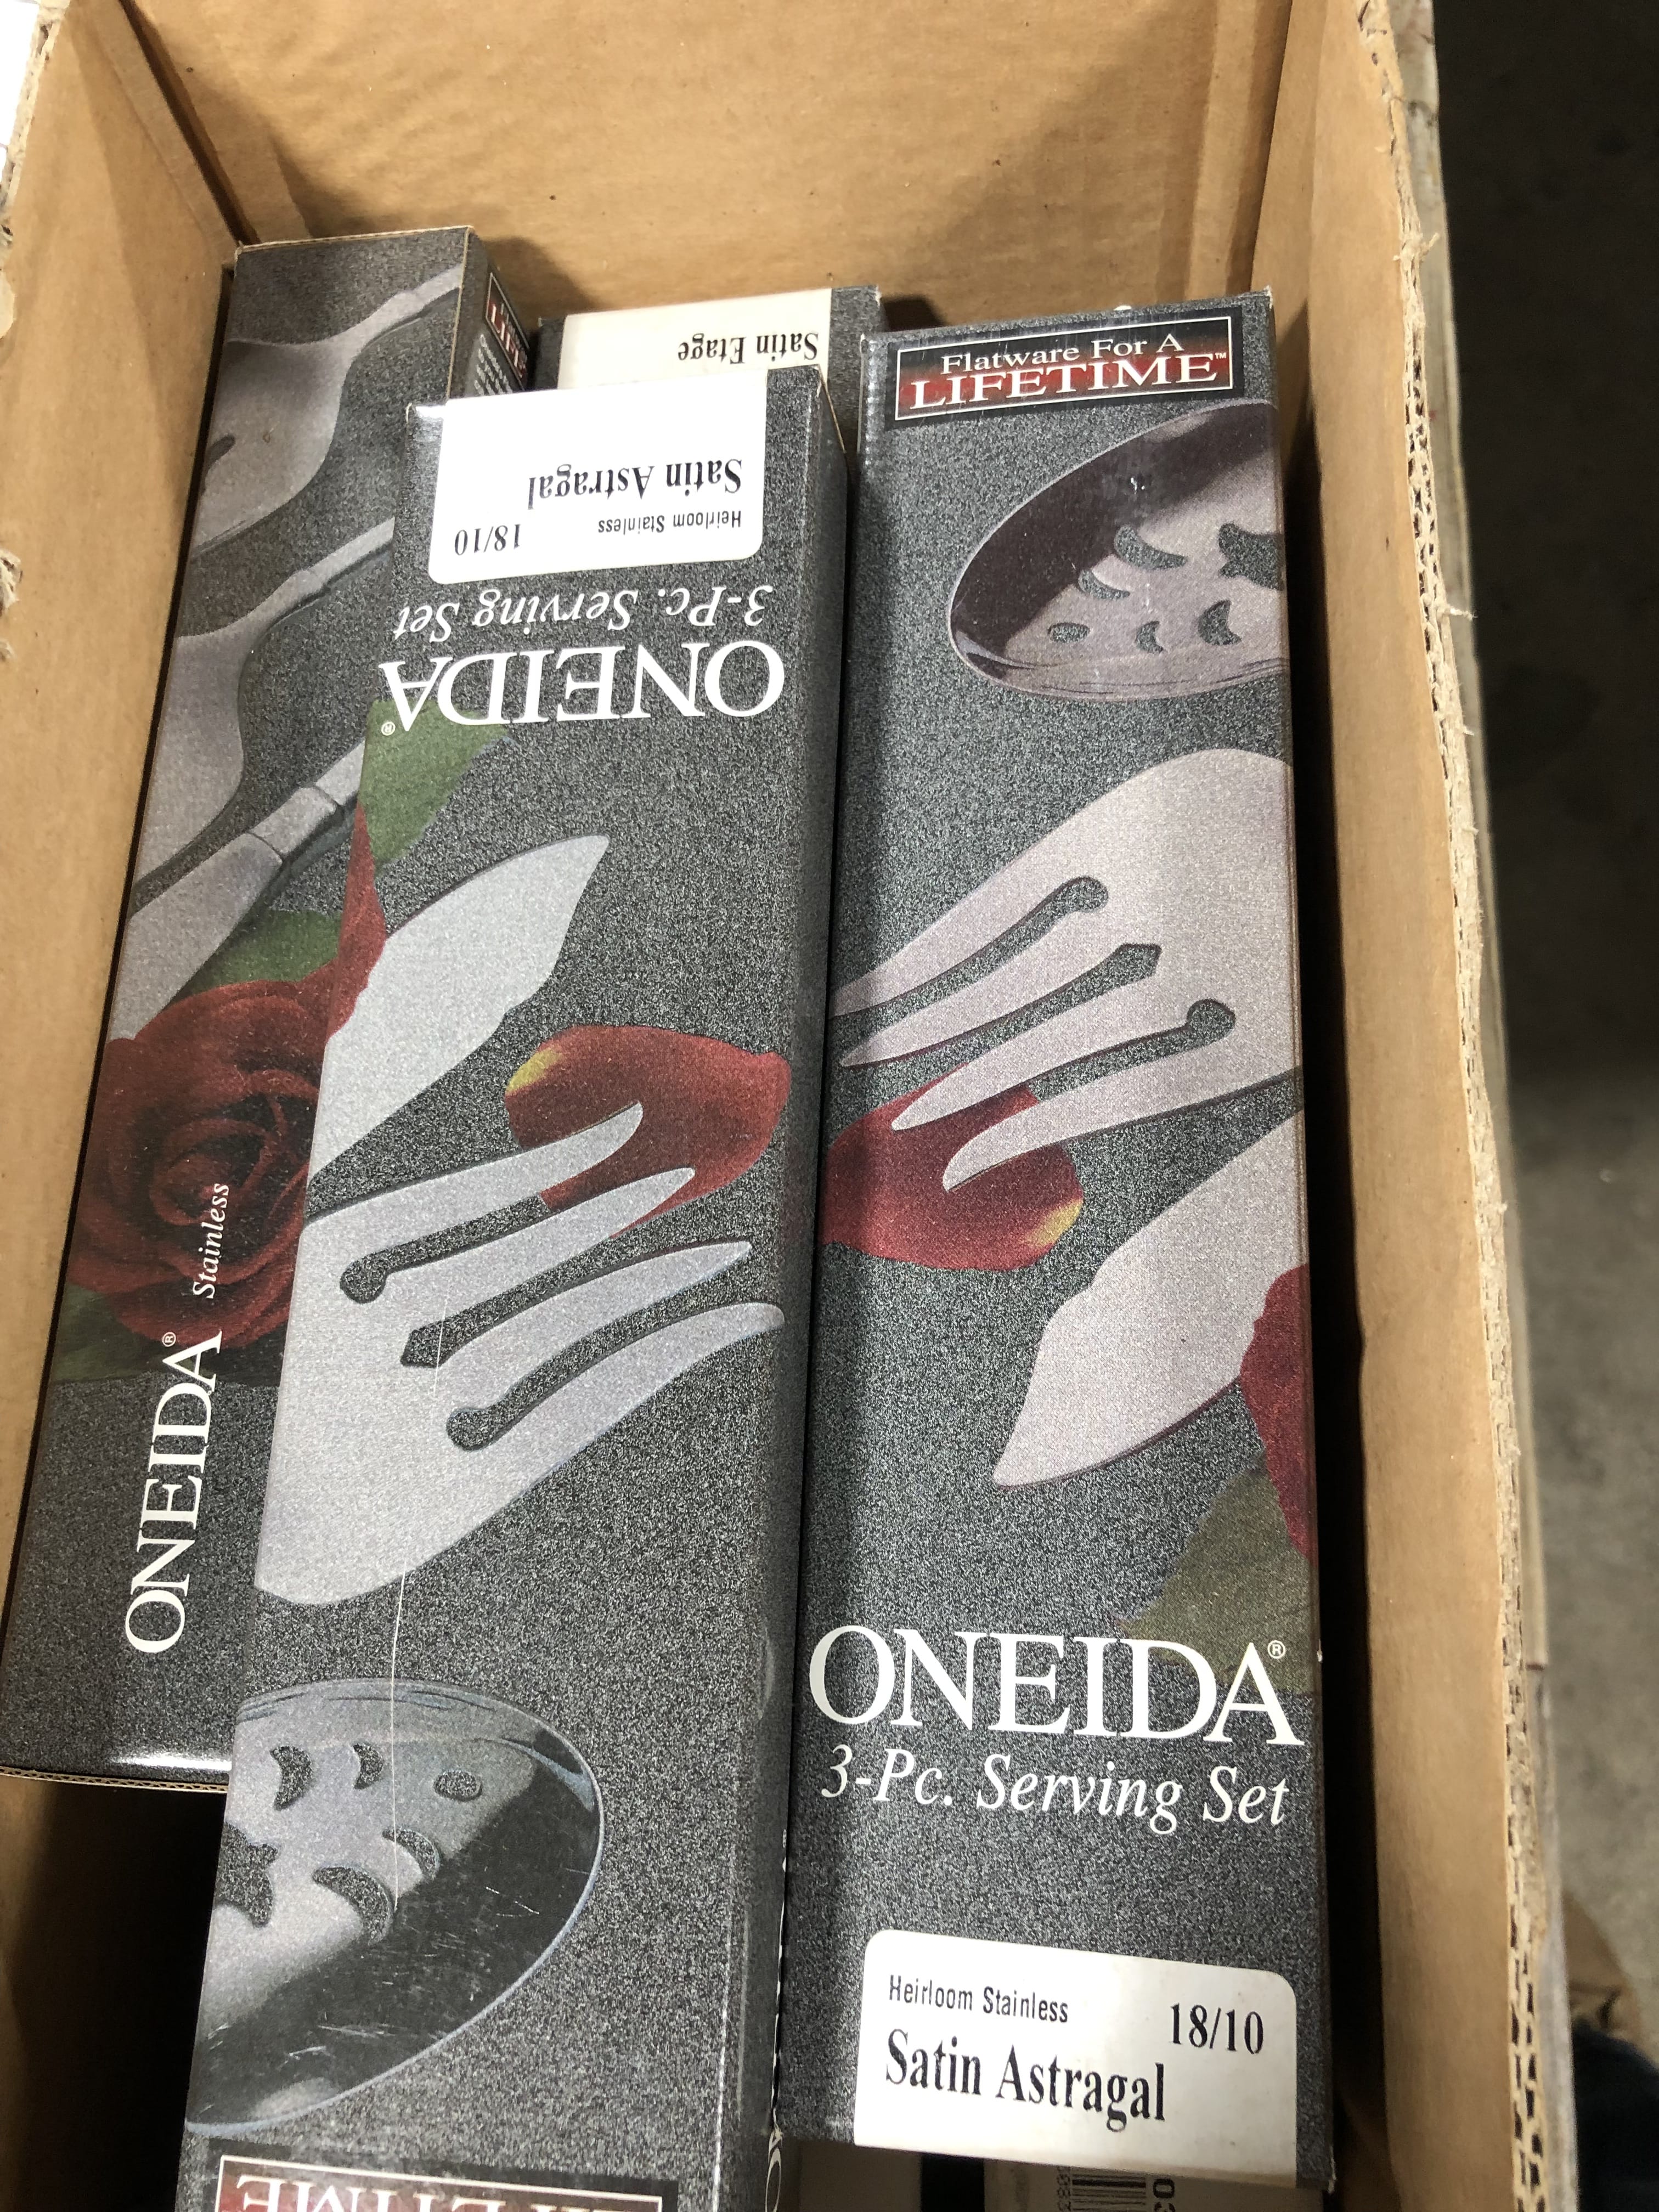 Satin Etage
Satin Astragal
Heirloom Stainless 18/10
3-Pc. Serving Set
ONEIDA®
LIFETIME
ONEIDA® Stainless
Flatware For A
LIFETIME™
ONEIDA®
3-Pc. Serving Set
Heirloom Stainless 18/10
Satin Astragal